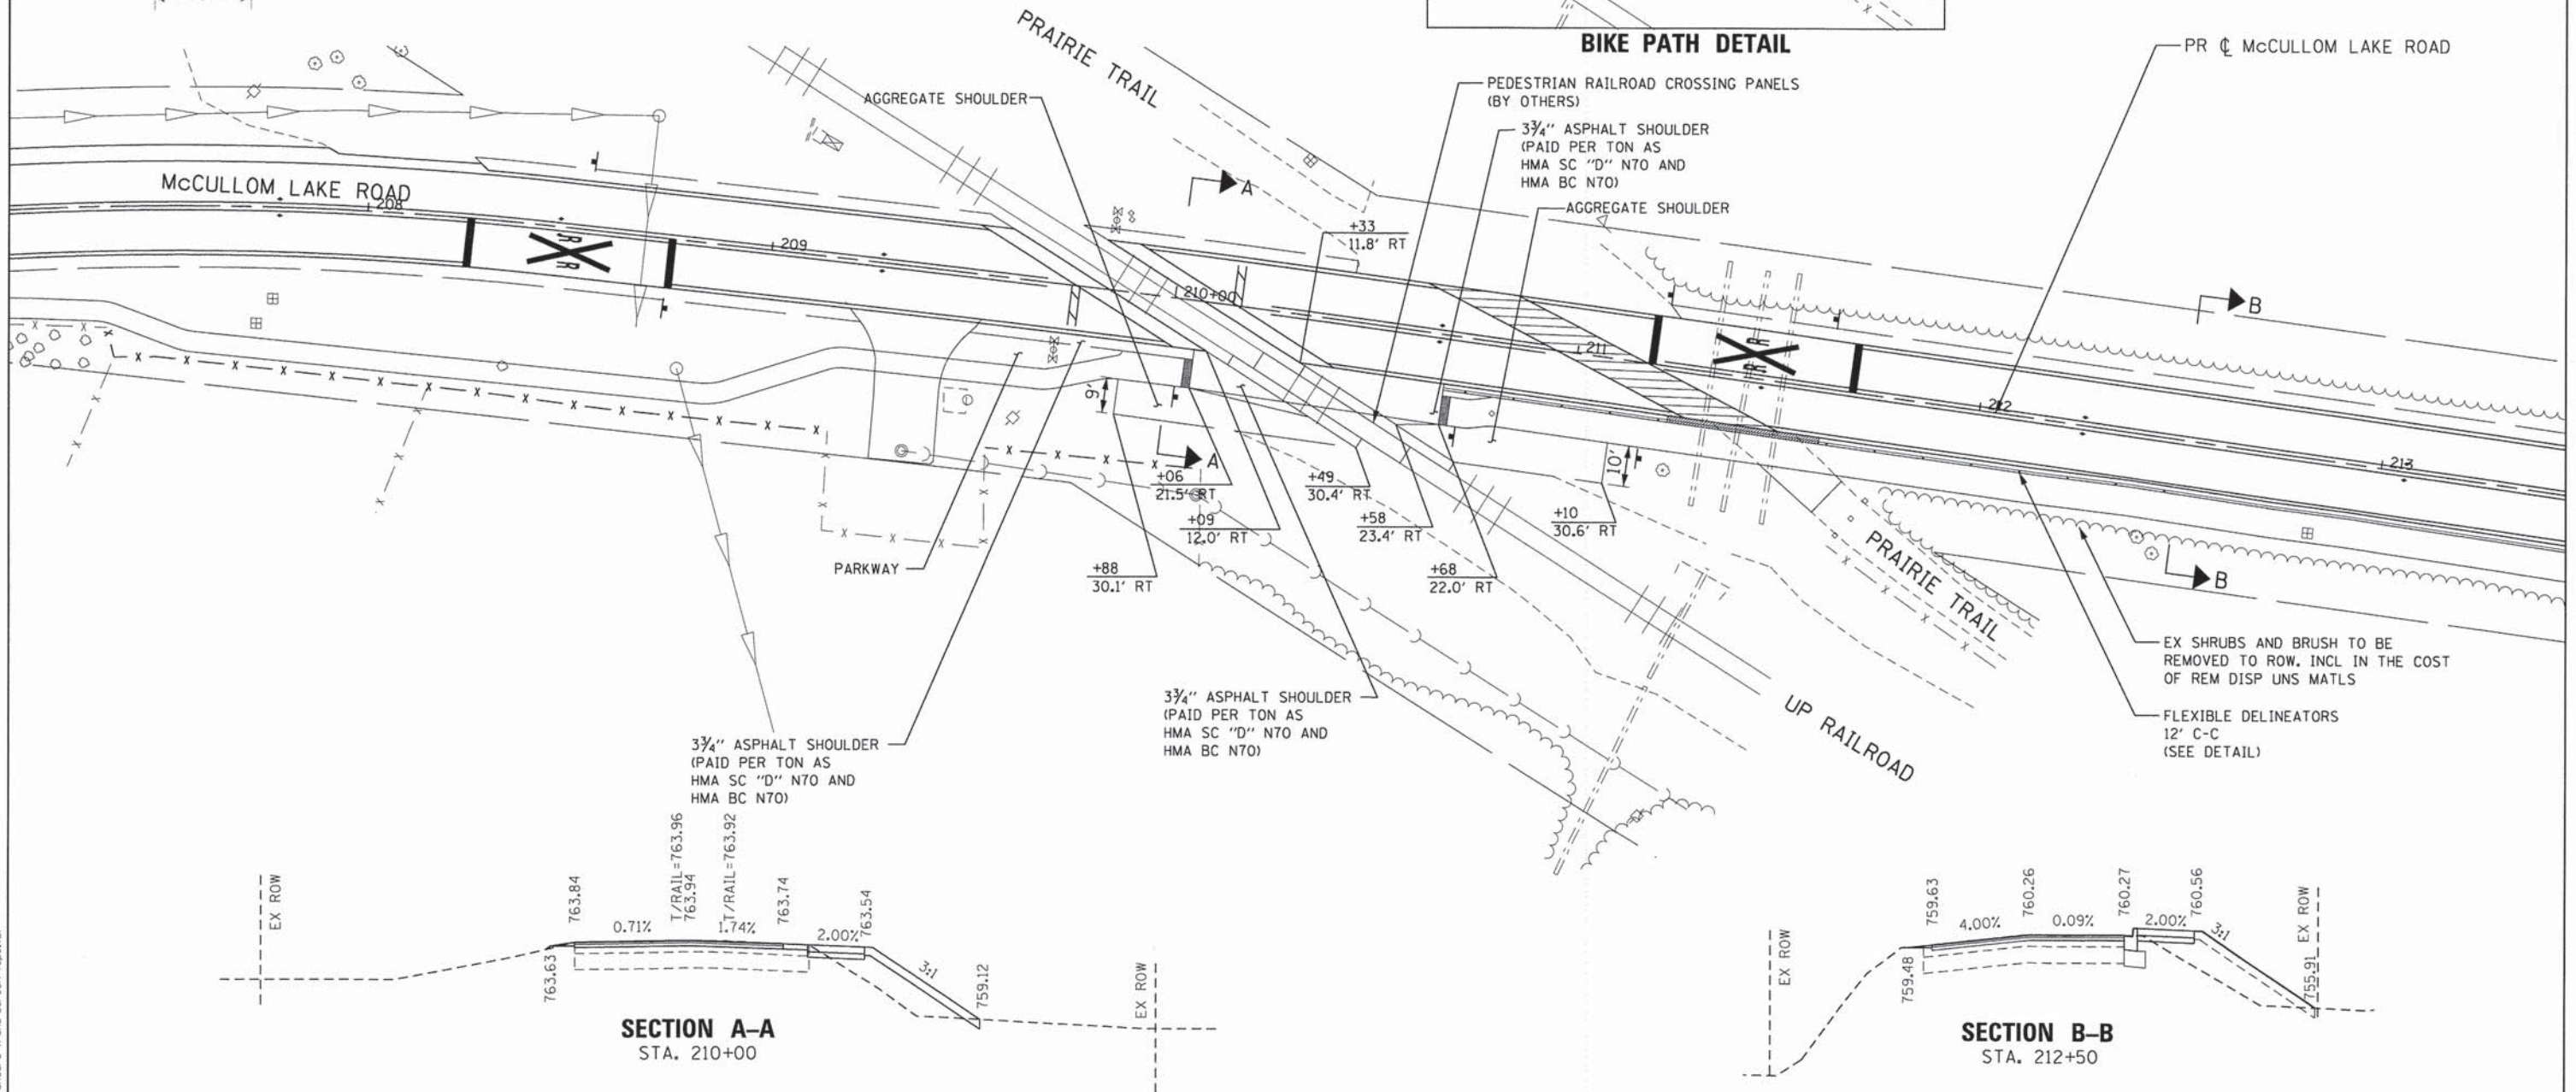 BIKE PATH DETAIL
PRAIRIE TRAIL
PR ℄ McCULLOM LAKE ROAD
AGGREGATE SHOULDER
PEDESTRIAN RAILROAD CROSSING PANELS
(BY OTHERS)
3¾" ASPHALT SHOULDER
(PAID PER TON AS
HMA SC "D" N70 AND
HMA BC N70)
AGGREGATE SHOULDER
McCULLOM LAKE ROAD
208
R
R
209
210+00
A
+33
11.8' RT
211
R
R
B
212
213
9'
A
10'
+06
21.5' RT
+49
30.4' RT
+09
12.0' RT
+58
23.4' RT
+10
30.6' RT
+88
30.1' RT
+68
22.0' RT
PARKWAY
PRAIRIE TRAIL
B
EX SHRUBS AND BRUSH TO BE
REMOVED TO ROW. INCL IN THE COST
OF REM DISP UNS MATLS
FLEXIBLE DELINEATORS
12' C-C
(SEE DETAIL)
UP RAILROAD
3¾" ASPHALT SHOULDER
(PAID PER TON AS
HMA SC "D" N70 AND
HMA BC N70)
3¾" ASPHALT SHOULDER
(PAID PER TON AS
HMA SC "D" N70 AND
HMA BC N70)
EX ROW
763.84
T/RAIL=763.96
763.94
T/RAIL=763.92
763.74
763.54
0.71%
1.74%
2.00%
3:1
763.63
759.12
EX ROW
SECTION A–A
STA. 210+00
EX ROW
759.63
760.26
760.27
760.56
EX ROW
4.00%
0.09%
2.00%
3:1
759.48
755.91
SECTION B–B
STA. 212+50